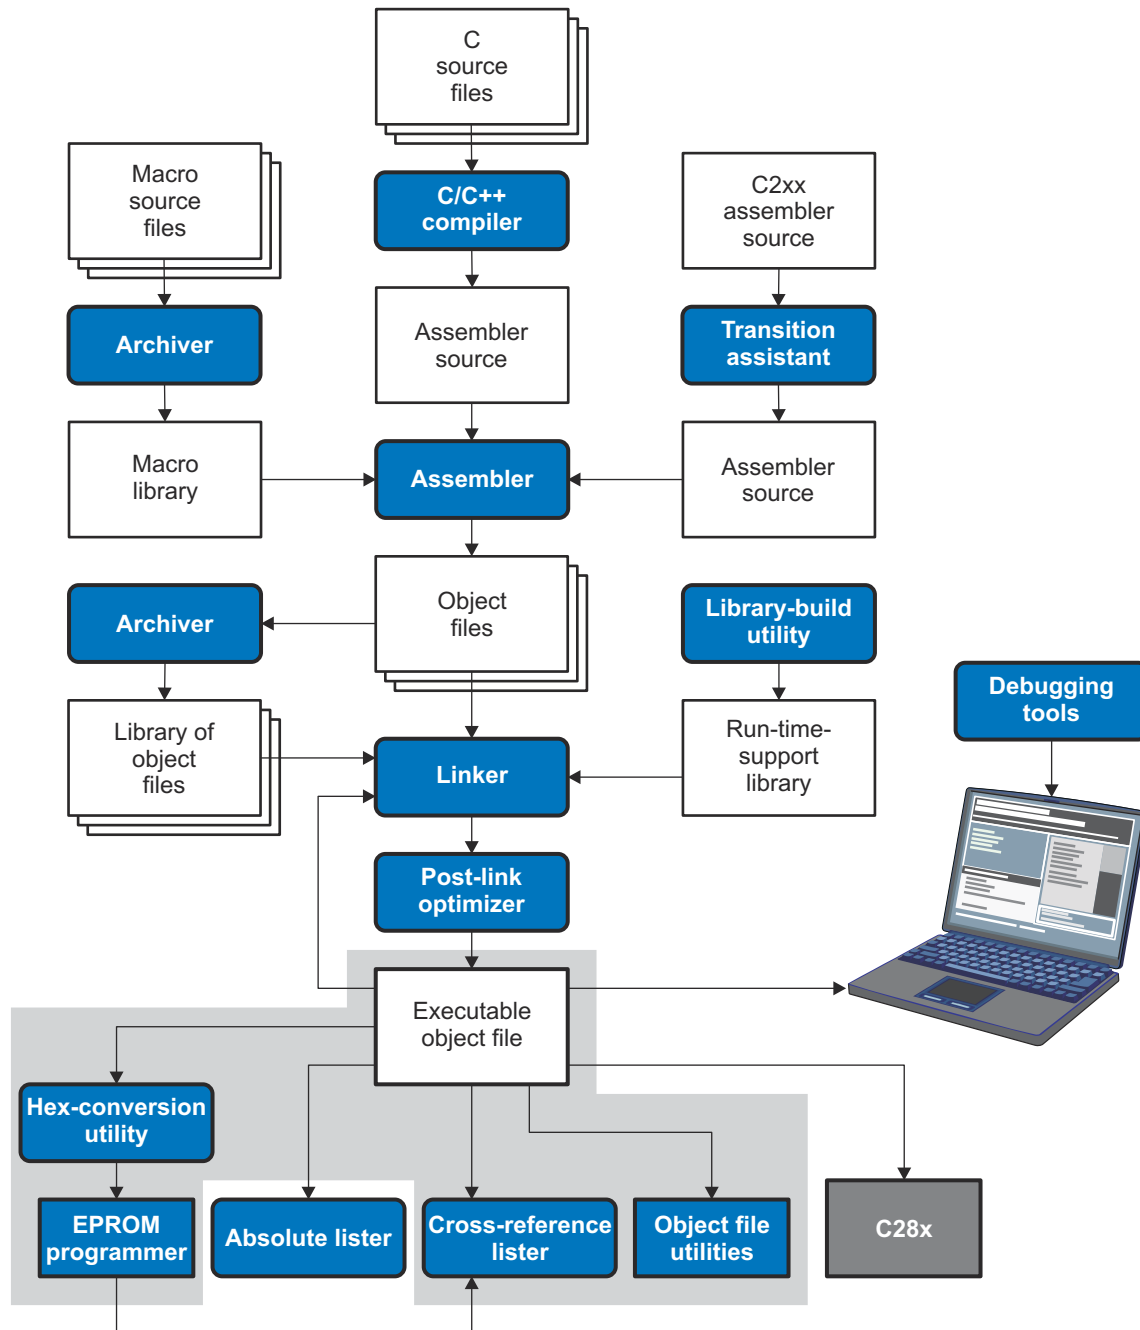 C
source
files
Macro
source
files
C/C++
compiler
C2xx
assembler
source
Archiver
Assembler
source
Transition
assistant
Macro
library
Assembler
Assembler
source
Archiver
Object
files
Library-build
utility
Debugging
tools
Library of
object
files
Linker
Run-time-
support
library
Post-link
optimizer
Executable
object file
Hex-conversion
utility
EPROM
programmer
Absolute lister
Cross-reference
lister
Object file
utilities
C28x